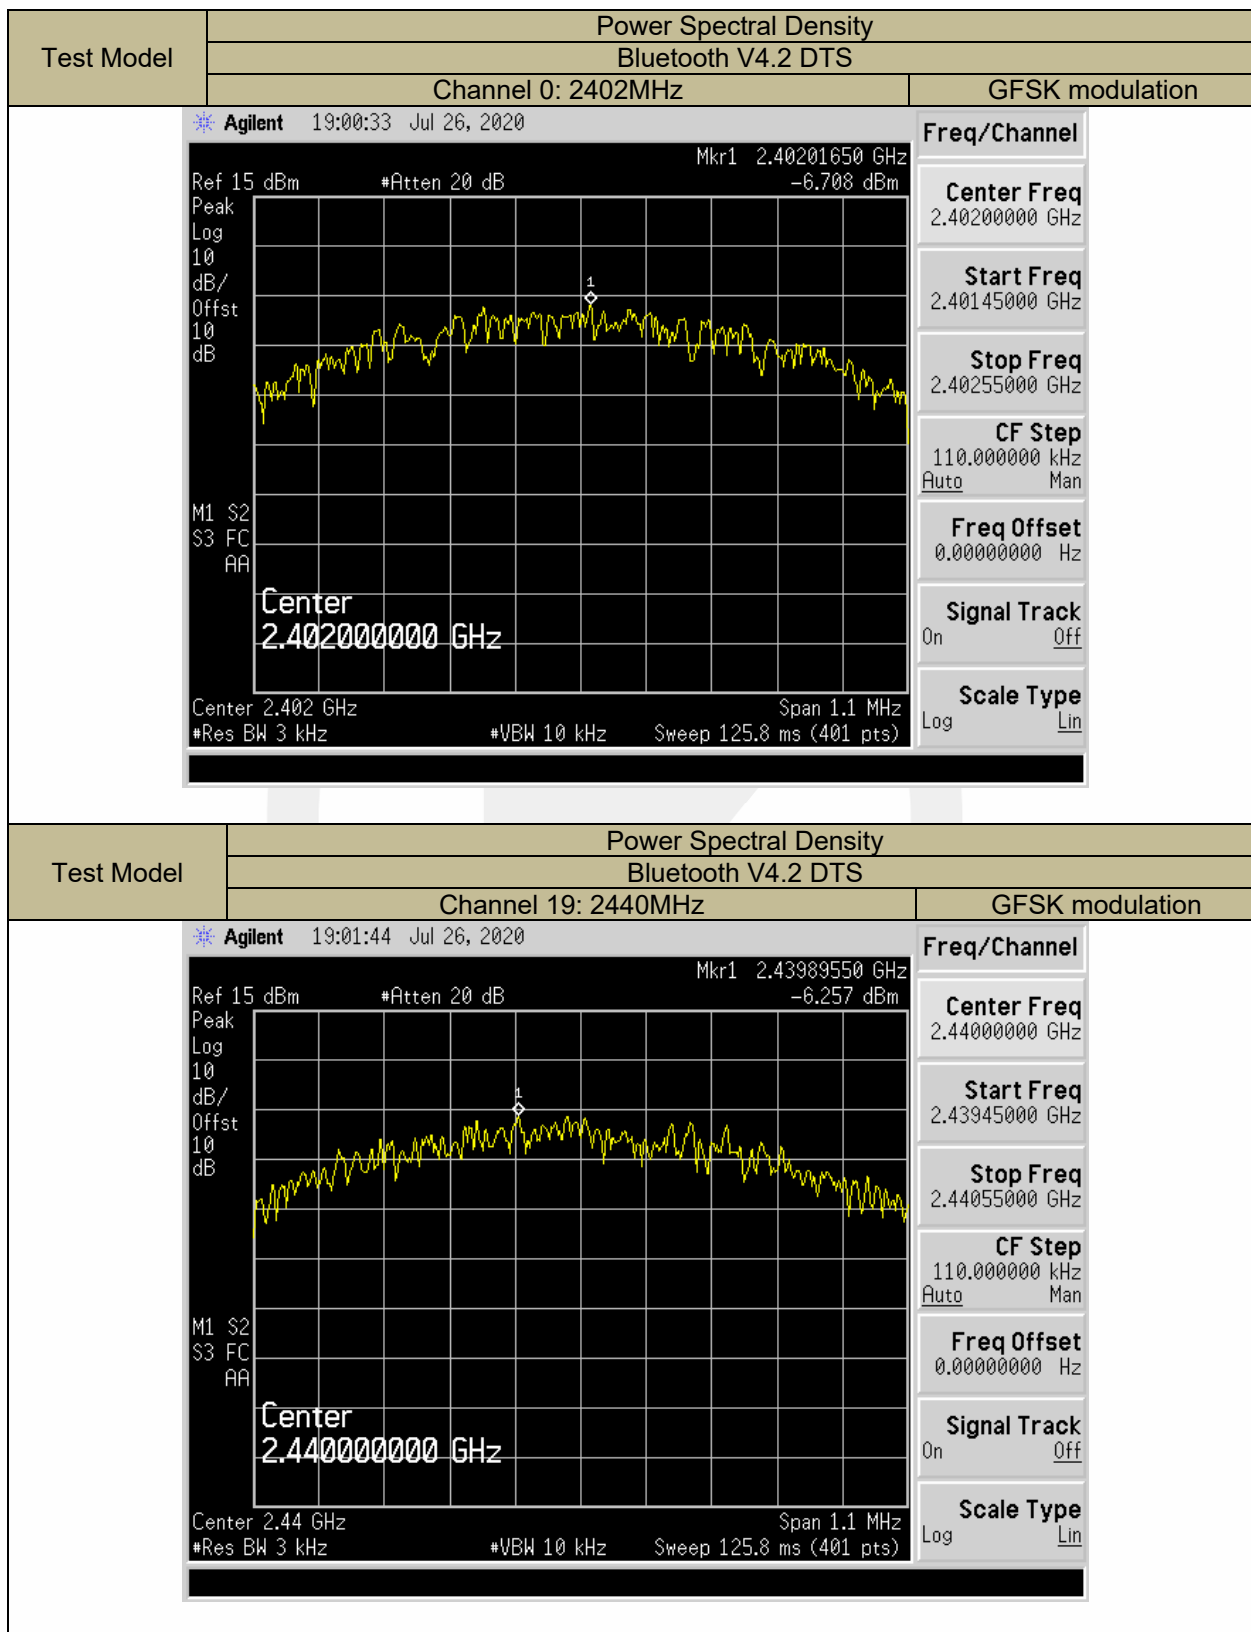 Power Spectral Density
Test Model
Bluetooth V4.2 DTS
Channel 0: 2402MHz GFSK modulation
Agilent 19:00:33 Jul 26, 2020
Freq/Channel
Mkr1 2.40201650 GHz
Ref 15 dBm #Atten 20 dB -6.708 dBm
Peak
Log
10
dB/
Offst
10
dB
1
M1 S2
S3 FC
AA
Center
2.402000000 GHz
Center 2.402 GHz Span 1.1 MHz
#Res BW 3 kHz #VBW 10 kHz Sweep 125.8 ms (401 pts)
Center Freq
2.40200000 GHz
Start Freq
2.40145000 GHz
Stop Freq
2.40255000 GHz
CF Step
110.000000 kHz
Auto Man
Freq Offset
0.00000000 Hz
Signal Track
On Off
Scale Type
Log Lin
Power Spectral Density
Test Model
Bluetooth V4.2 DTS
Channel 19: 2440MHz GFSK modulation
Agilent 19:01:44 Jul 26, 2020
Freq/Channel
Mkr1 2.43989550 GHz
Ref 15 dBm #Atten 20 dB -6.257 dBm
Peak
Log
10
dB/
Offst
10
dB
1
M1 S2
S3 FC
AA
Center
2.440000000 GHz
Center 2.44 GHz Span 1.1 MHz
#Res BW 3 kHz #VBW 10 kHz Sweep 125.8 ms (401 pts)
Center Freq
2.44000000 GHz
Start Freq
2.43945000 GHz
Stop Freq
2.44055000 GHz
CF Step
110.000000 kHz
Auto Man
Freq Offset
0.00000000 Hz
Signal Track
On Off
Scale Type
Log Lin